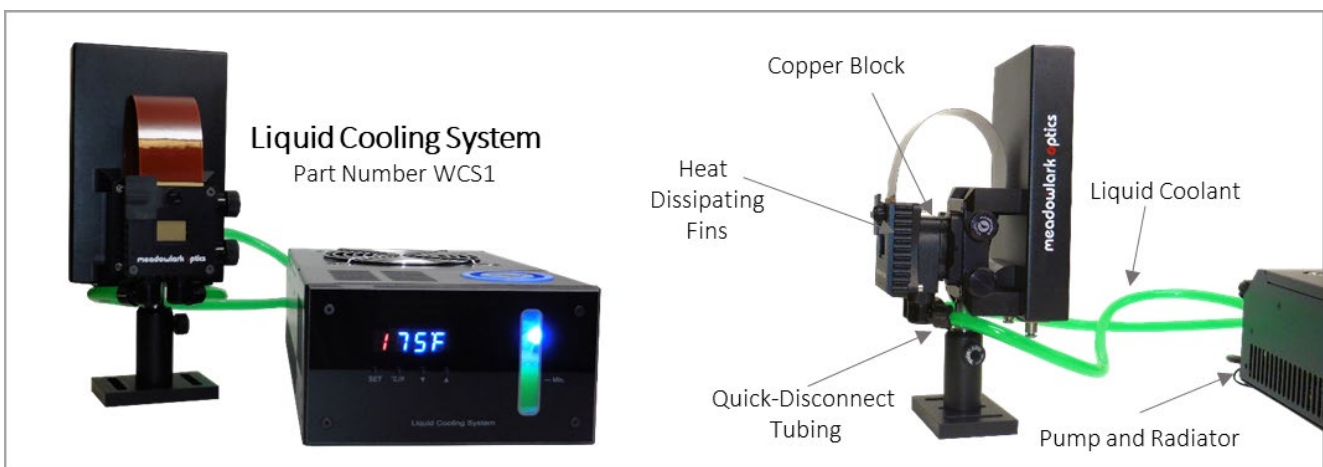 Liquid Cooling System
Part Number WCS1
meadowlark optics
175F
SET °C/F ▼ ▲
Min.
Liquid Cooling System
Copper Block
Heat
Dissipating
Fins
Liquid Coolant
meadowlark optics
Quick-Disconnect
Tubing
Pump and Radiator